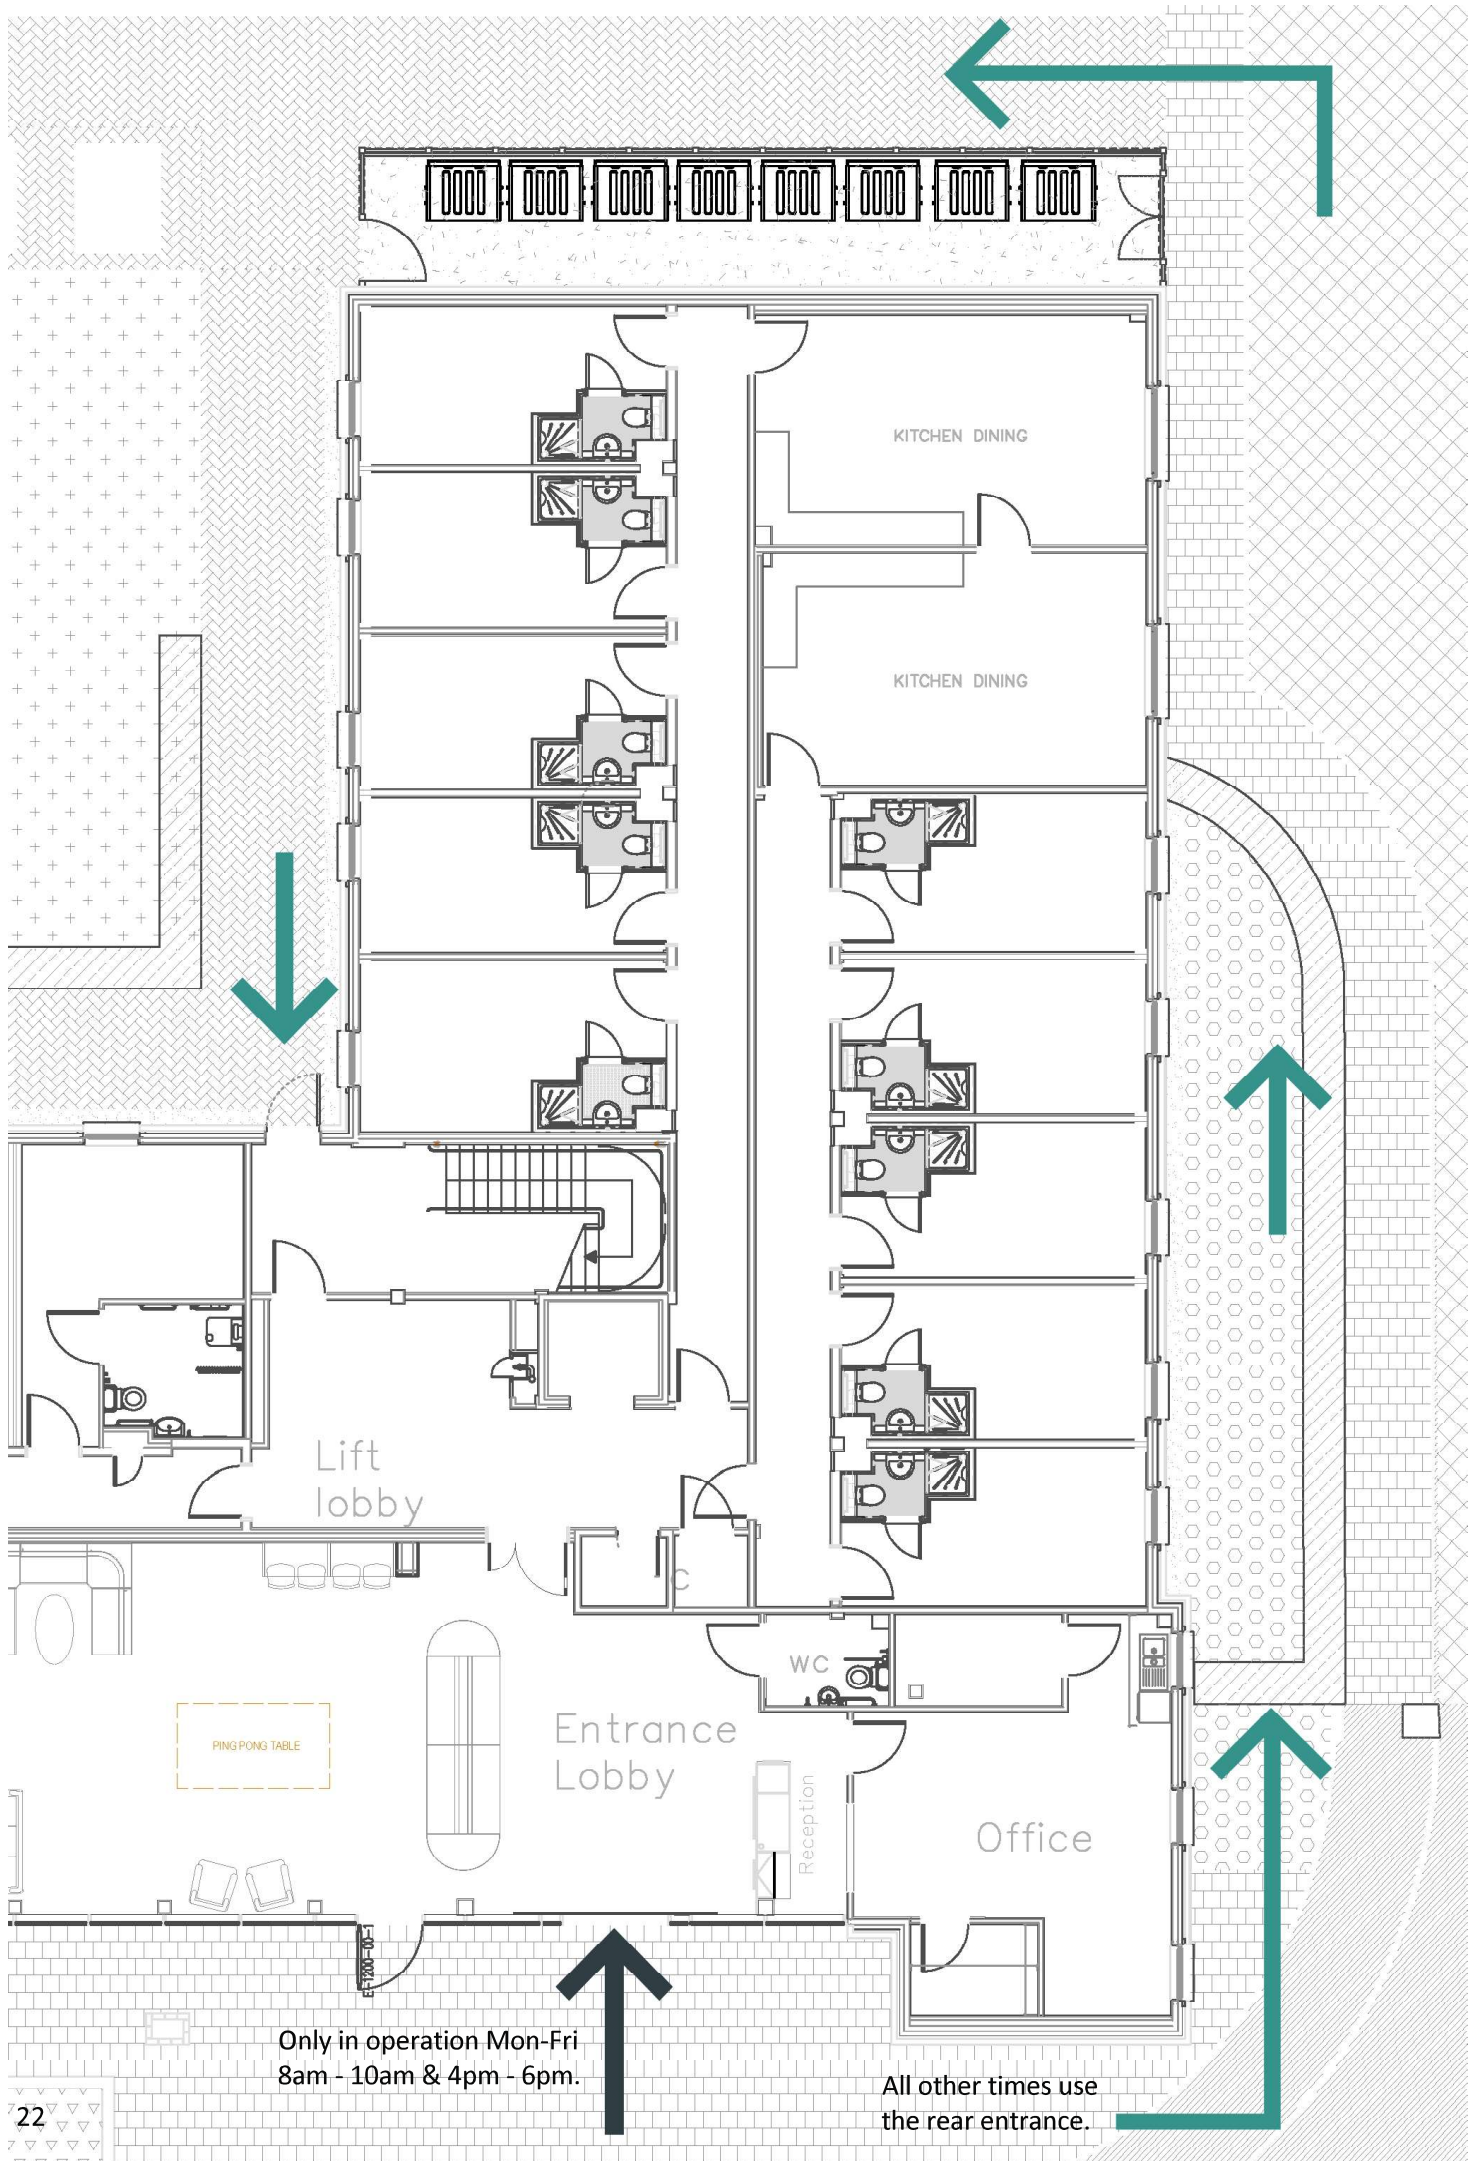 KITCHEN DINING
KITCHEN DINING
Lift
lobby
C
WC
PING PONG TABLE
Entrance
Lobby
Reception
Office
Only in operation Mon-Fri
8am - 10am & 4pm - 6pm.
All other times use
the rear entrance.
22